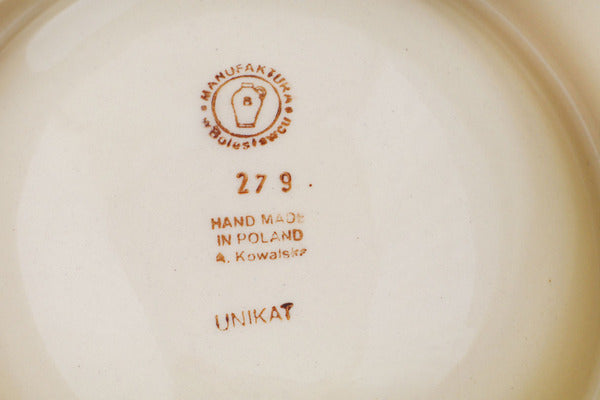 MANUFAKTURA
w Bolesławcu
B
279.
HAND MADE
IN POLAND
A. Kowalska
UNIKAT